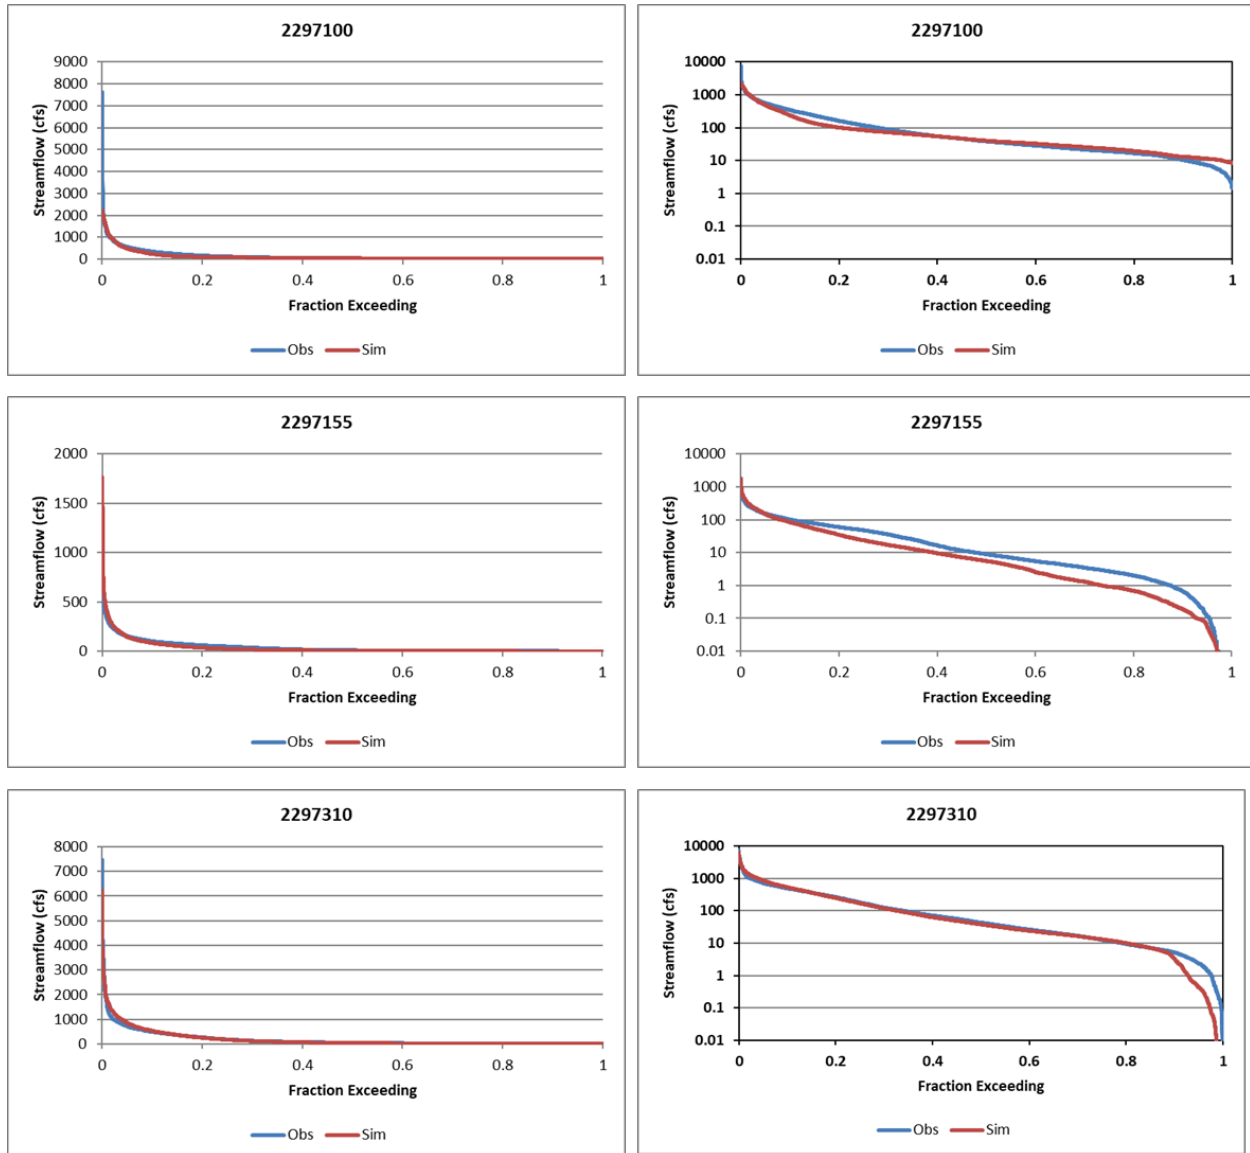 2297100
9000
8000
7000
6000
5000
4000
3000
2000
1000
0
Streamflow (cfs)
0 0.2 0.4 0.6 0.8 1
Fraction Exceeding
Obs Sim
2297100
10000
1000
100
10
1
0.1
0.01
Streamflow (cfs)
0 0.2 0.4 0.6 0.8 1
Fraction Exceeding
Obs Sim
2297155
2000
1500
1000
500
0
Streamflow (cfs)
0 0.2 0.4 0.6 0.8 1
Fraction Exceeding
Obs Sim
2297155
10000
1000
100
10
1
0.1
0.01
Streamflow (cfs)
0 0.2 0.4 0.6 0.8 1
Fraction Exceeding
Obs Sim
2297310
8000
7000
6000
5000
4000
3000
2000
1000
0
Streamflow (cfs)
0 0.2 0.4 0.6 0.8 1
Fraction Exceeding
Obs Sim
2297310
10000
1000
100
10
1
0.1
0.01
Streamflow (cfs)
0 0.2 0.4 0.6 0.8 1
Fraction Exceeding
Obs Sim